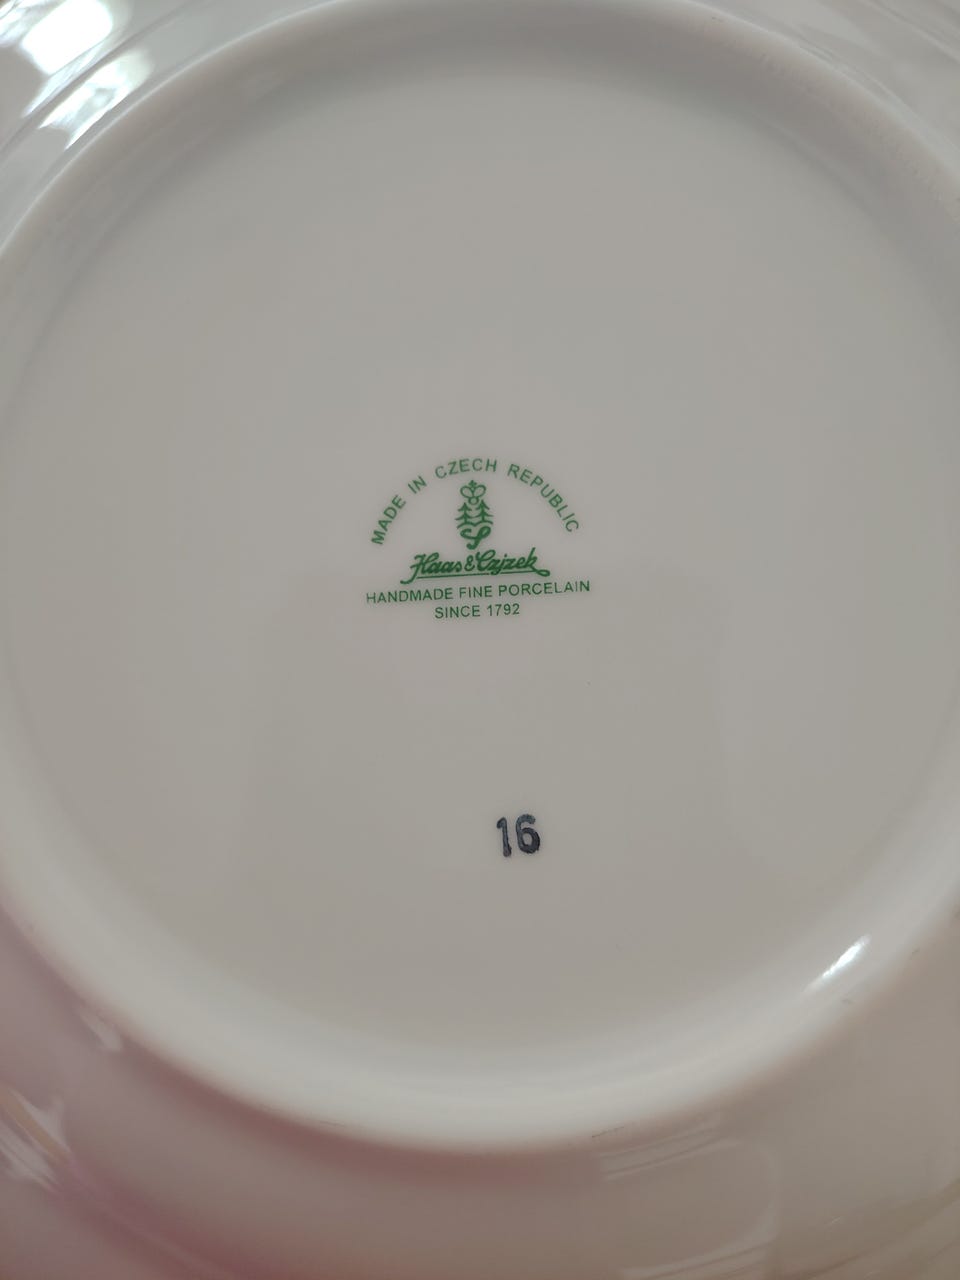 MADE IN CZECH REPUBLIC
Haas & Czjzek
HANDMADE FINE PORCELAIN
SINCE 1792
16